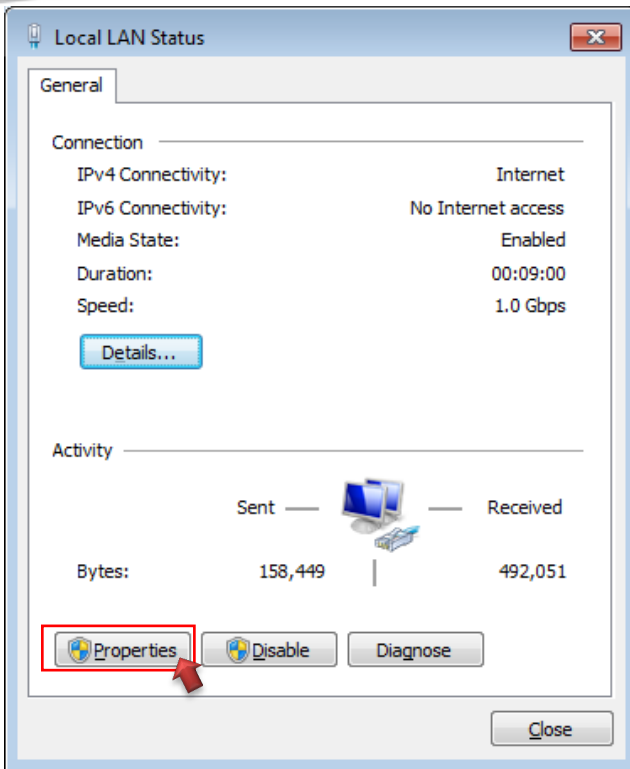 Local LAN Status
General
Connection
IPv4 Connectivity: Internet
IPv6 Connectivity: No Internet access
Media State: Enabled
Duration: 00:09:00
Speed: 1.0 Gbps
Details...
Activity
Sent Received
Bytes: 158,449 492,051
Properties Disable Diagnose
Close